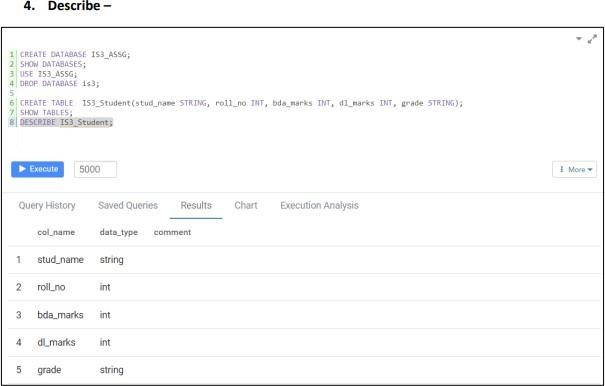 4. Describe –
1 CREATE DATABASE IS3_ASSG;
2 SHOW DATABASES;
3 USE IS3_ASSG;
4 DROP DATABASE is3;
5
6 CREATE TABLE IS3_Student(stud_name STRING, roll_no INT, bda_marks INT, dl_marks INT, grade STRING);
7 SHOW TABLES;
8 DESCRIBE IS3_Student;
Execute 5000 More
Query History Saved Queries Results Chart Execution Analysis
col_name data_type comment
1 stud_name string
2 roll_no int
3 bda_marks int
4 dl_marks int
5 grade string